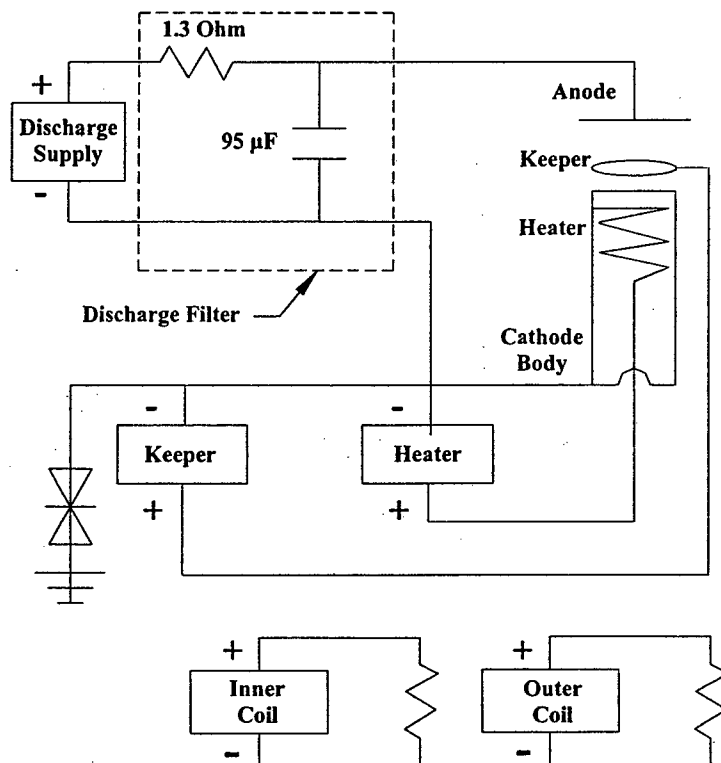 1.3 Ohm
+
Discharge
Supply
-
95 µF
Anode
Keeper
Heater
Discharge Filter
Cathode
Body
-
Keeper
+
-
Heater
+
+
Inner
Coil
-
+
Outer
Coil
-